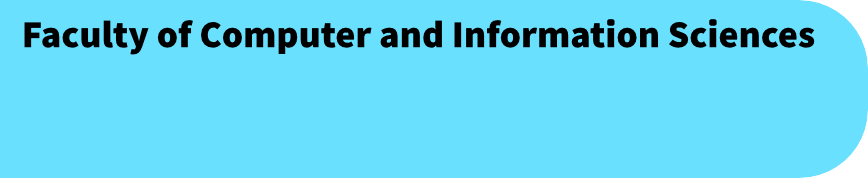 Faculty of Computer and Information Sciences